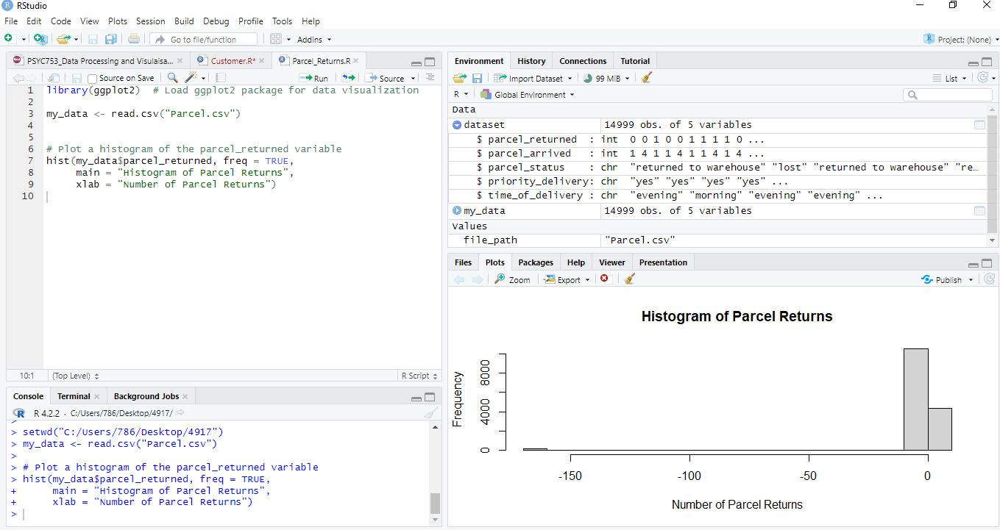 RStudio
File Edit Code View Plots Session Build Debug Profile Tools Help
Go to file/function Addins Project: (None)
PSYC753_Data Processing and Visulaisa... Customer.R* Parcel_Returns.R
Source on Save Run Source
1 library(ggplot2)  # Load ggplot2 package for data visualization
2
3 my_data <- read.csv("Parcel.csv")
4
5
6 # Plot a histogram of the parcel_returned variable
7 hist(my_data$parcel_returned, freq = TRUE,
8      main = "Histogram of Parcel Returns",
9      xlab = "Number of Parcel Returns")
10
10:1 (Top Level) R Script
Console Terminal Background Jobs
R 4.2.2 · C:/Users/786/Desktop/4917/
> setwd("C:/Users/786/Desktop/4917")
> my_data <- read.csv("Parcel.csv")
>
> # Plot a histogram of the parcel_returned variable
> hist(my_data$parcel_returned, freq = TRUE,
+      main = "Histogram of Parcel Returns",
+      xlab = "Number of Parcel Returns")
>
Environment History Connections Tutorial
Import Dataset 99 MiB List
R Global Environment
Data
dataset 14999 obs. of 5 variables
$ parcel_returned  : int  0 0 1 0 0 1 1 1 1 0 ...
$ parcel_arrived   : int  1 4 1 1 4 1 1 4 1 4 ...
$ parcel_status    : chr  "returned to warehouse" "lost" "returned to warehouse" "re...
$ priority_delivery: chr  "yes" "yes" "yes" "yes" ...
$ time_of_delivery : chr  "evening" "morning" "evening" "evening" ...
my_data 14999 obs. of 5 variables
Values
file_path "Parcel.csv"
Files Plots Packages Help Viewer Presentation
Zoom Export Publish
Histogram of Parcel Returns
Frequency
8000
4000
0
-150 -100 -50 0
Number of Parcel Returns